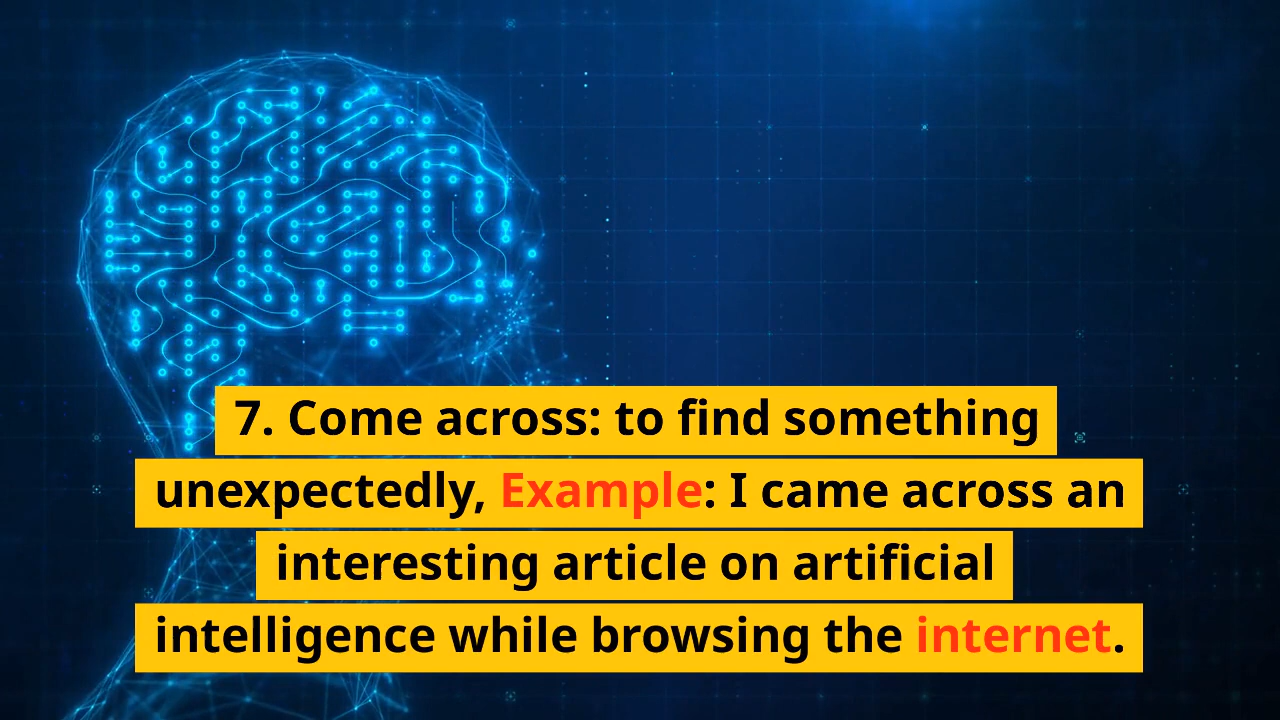 7. Come across: to find something
unexpectedly, Example: I came across an
interesting article on artificial
intelligence while browsing the internet.